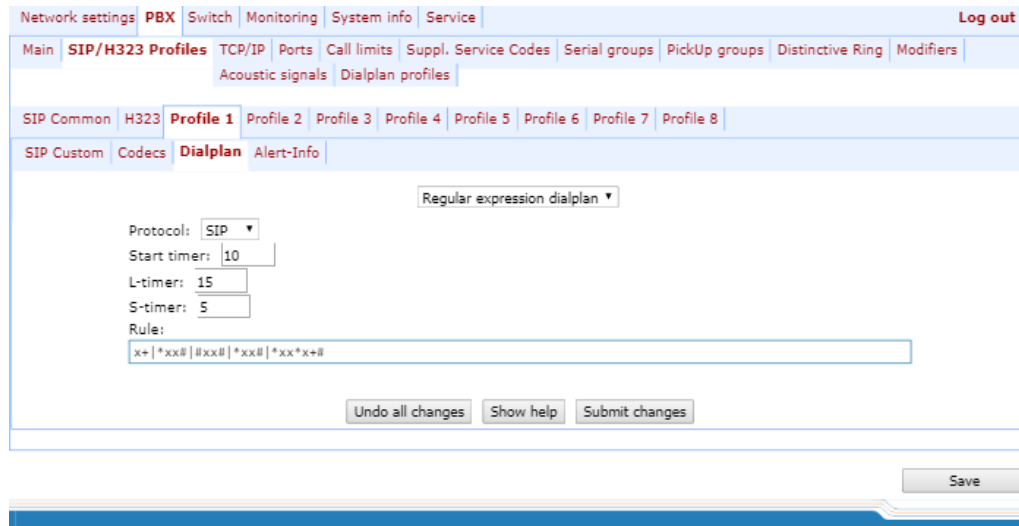 Network settings PBX Switch Monitoring System info Service Log out
Main SIP/H323 Profiles TCP/IP Ports Call limits Suppl. Service Codes Serial groups PickUp groups Distinctive Ring Modifiers
Acoustic signals Dialplan profiles
SIP Common H323 Profile 1 Profile 2 Profile 3 Profile 4 Profile 5 Profile 6 Profile 7 Profile 8
SIP Custom Codecs Dialplan Alert-Info
Regular expression dialplan
Protocol: SIP
Start timer: 10
L-timer: 15
S-timer: 5
Rule:
x+|*xx#|#xx#|*xx#|*xx*x+#
Undo all changes Show help Submit changes
Save